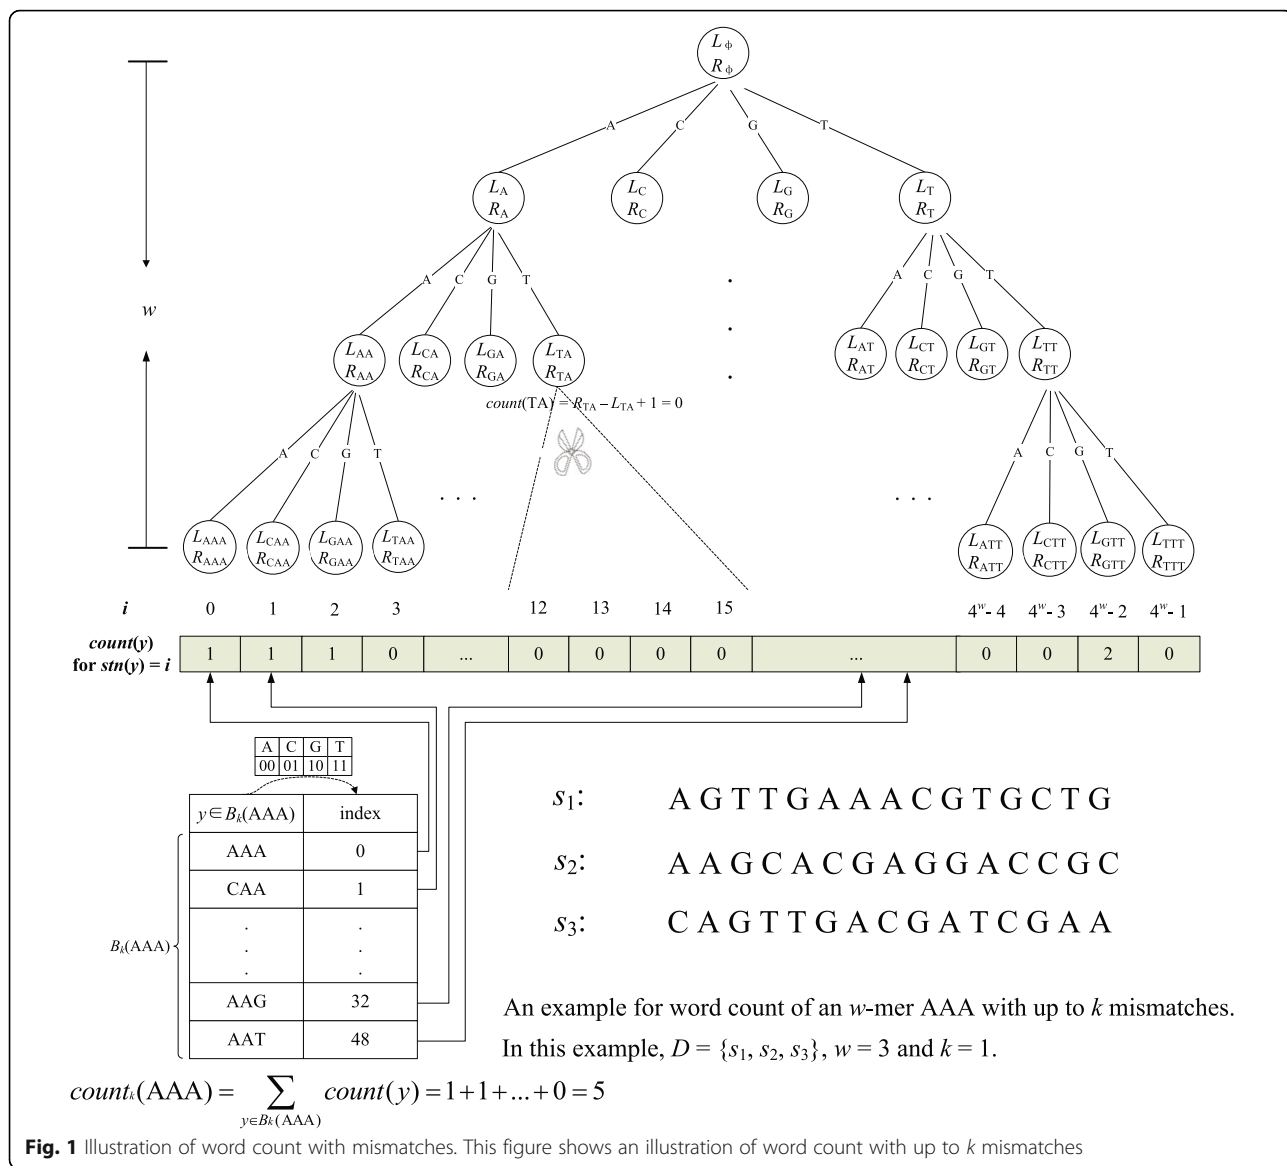 L ϕ
R ϕ
A C G T
L_A L_C L_G L_T
R_A R_C R_G R_T
A C G T A C G T
w
L_AA L_CA L_GA L_TA L_AT L_CT L_GT L_TT
R_AA R_CA R_GA R_TA R_AT R_CT R_GT R_TT
count(TA) = R_TA – L_TA + 1 = 0
A C G T A C G T
. . . . . .
L_AAA L_CAA L_GAA L_TAA L_ATT L_CTT L_GTT L_TTT
R_AAA R_CAA R_GAA R_TAA R_ATT R_CTT R_GTT R_TTT
i 0 1 2 3 12 13 14 15 4^w- 4 4^w- 3 4^w- 2 4^w- 1
count(y)
for stn(y) = i
1 1 1 0 ... 0 0 0 0 ... 0 0 2 0
A C G T
00 01 10 11
y∈B_k(AAA) index
AAA 0
CAA 1
. .
. .
. .
AAG 32
AAT 48
B_k(AAA)
s_1: A G T T G A A A C G T G C T G
s_2: A A G C A C G A G G A C C G C
s_3: C A G T T G A C G A T C G A A
An example for word count of an w-mer AAA with up to k mismatches.
In this example, D = {s_1, s_2, s_3}, w = 3 and k = 1.
count_k(AAA) = ∑ count(y) = 1+1+...+0 = 5
y∈B_k(AAA)
Fig. 1 Illustration of word count with mismatches. This figure shows an illustration of word count with up to k mismatches